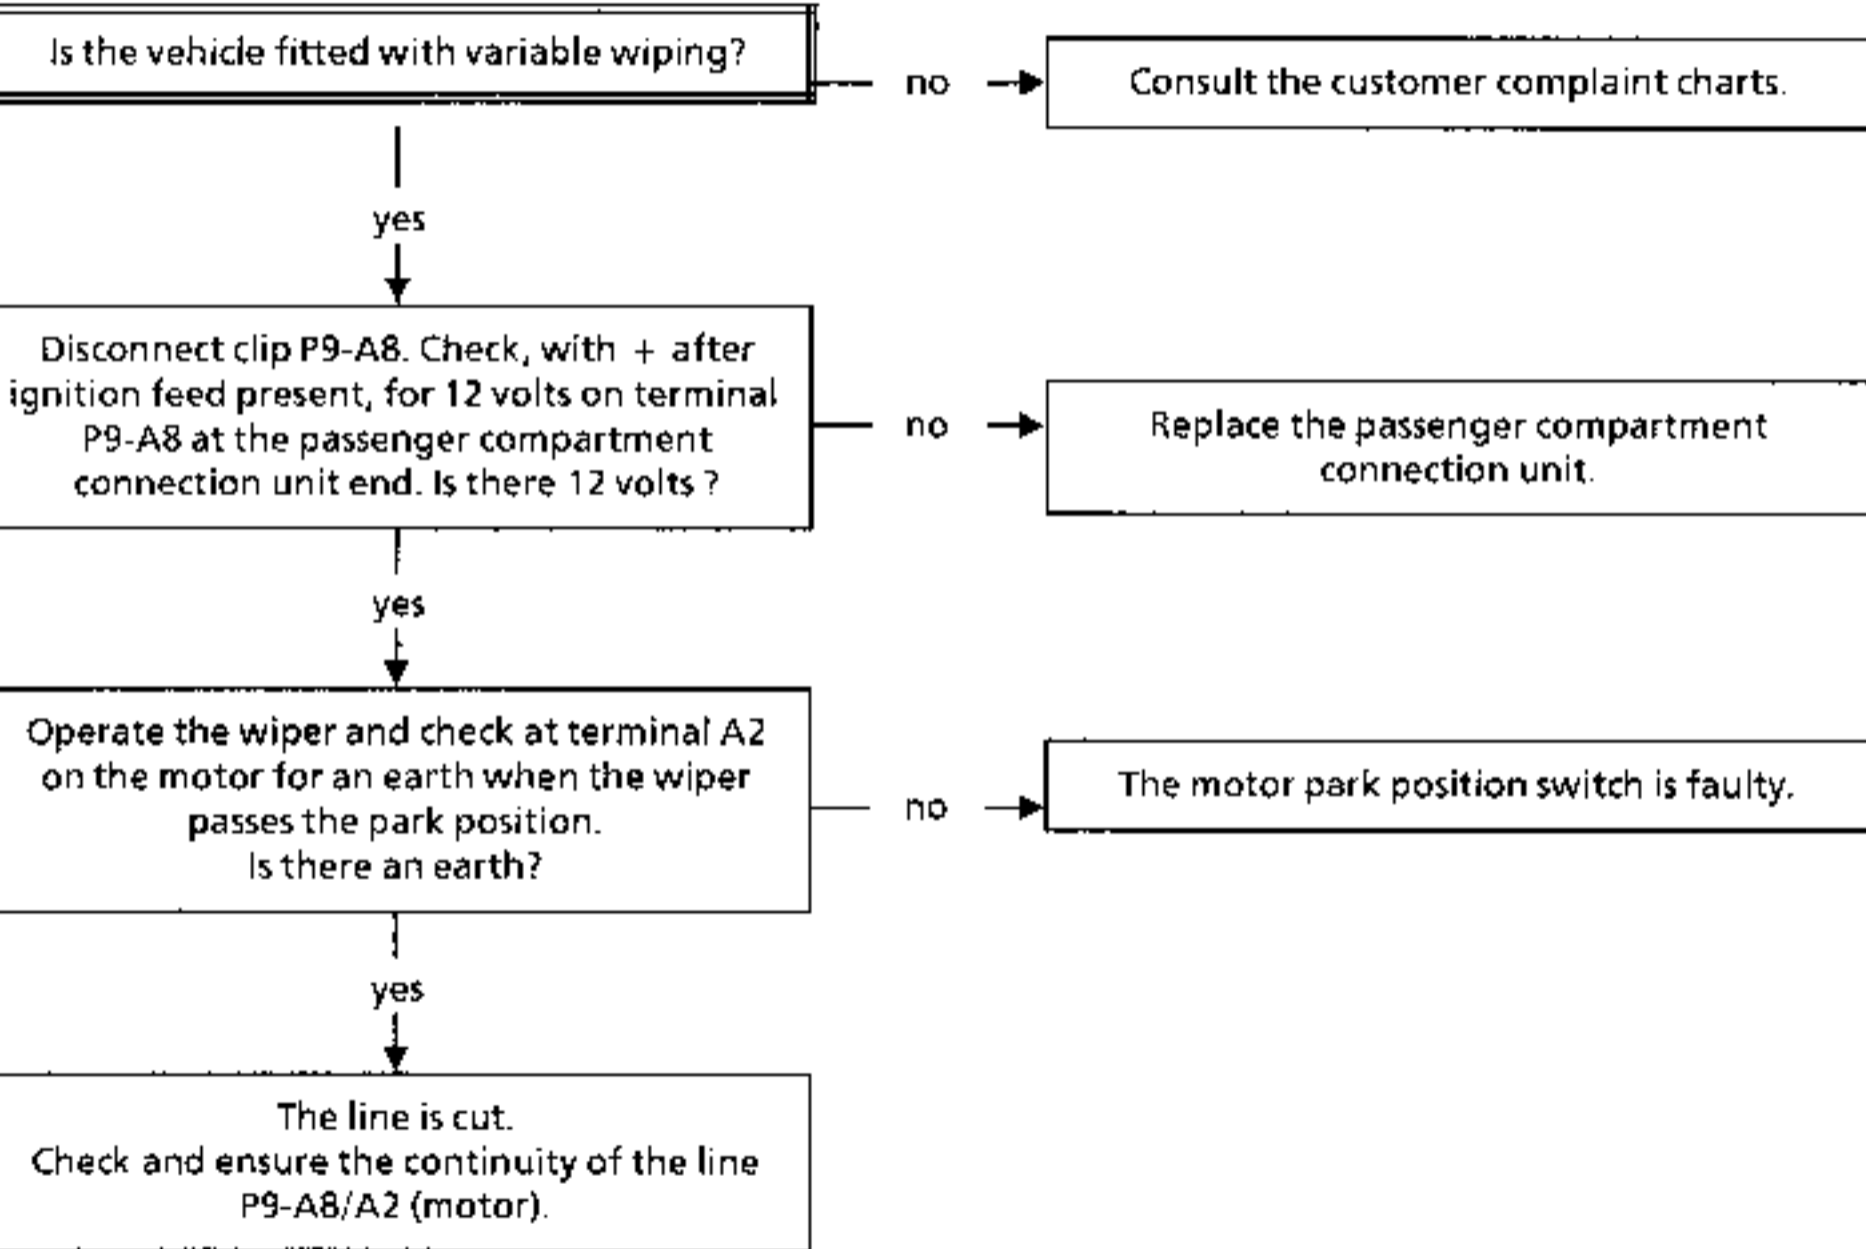 Is the vehicle fitted with variable wiping?
no
Consult the customer complaint charts.
yes
Disconnect clip P9-A8. Check, with + after
ignition feed present, for 12 volts on terminal
P9-A8 at the passenger compartment
connection unit end. Is there 12 volts ?
no
Replace the passenger compartment
connection unit.
yes
Operate the wiper and check at terminal A2
on the motor for an earth when the wiper
passes the park position.
Is there an earth?
no
The motor park position switch is faulty.
yes
The line is cut.
Check and ensure the continuity of the line
P9-A8/A2 (motor).